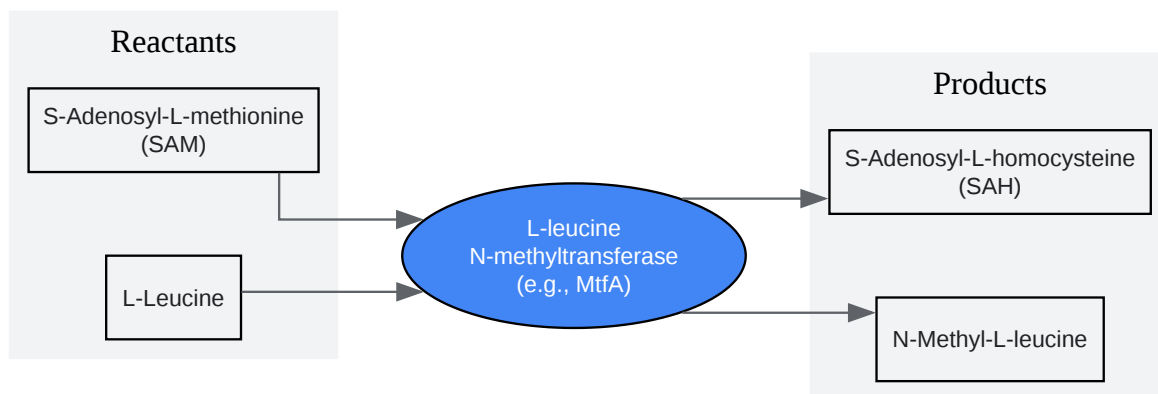 Reactants
S-Adenosyl-L-methionine
(SAM)
L-Leucine
L-leucine
N-methyltransferase
(e.g., MtfA)
Products
S-Adenosyl-L-homocysteine
(SAH)
N-Methyl-L-leucine